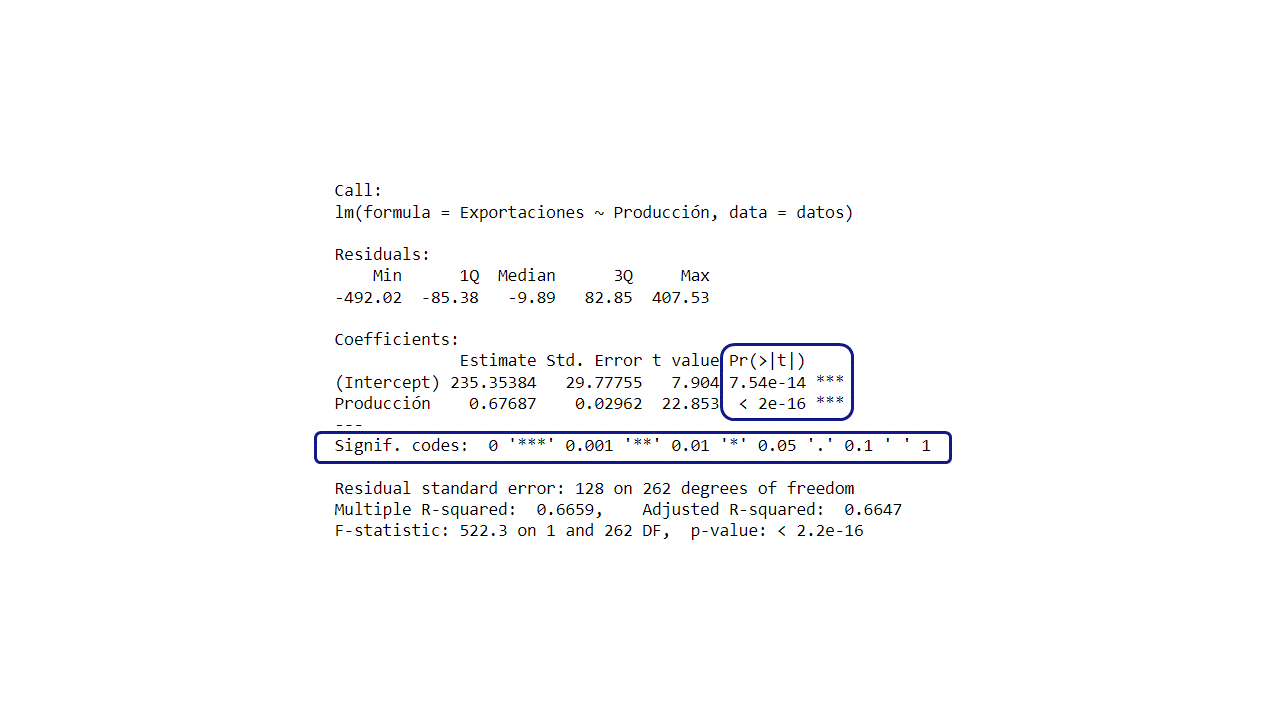 Call:
lm(formula = Exportaciones ~ Producción, data = datos)
Residuals:
    Min      1Q  Median      3Q     Max
-492.02  -85.38   -9.89   82.85  407.53
Coefficients:
             Estimate Std. Error t value Pr(>|t|)
(Intercept) 235.35384   29.77755   7.904 7.54e-14 ***
Producción    0.67687    0.02962  22.853  < 2e-16 ***
---
Signif. codes:  0 '***' 0.001 '**' 0.01 '*' 0.05 '.' 0.1 ' ' 1
Residual standard error: 128 on 262 degrees of freedom
Multiple R-squared:  0.6659,    Adjusted R-squared:  0.6647
F-statistic: 522.3 on 1 and 262 DF,  p-value: < 2.2e-16